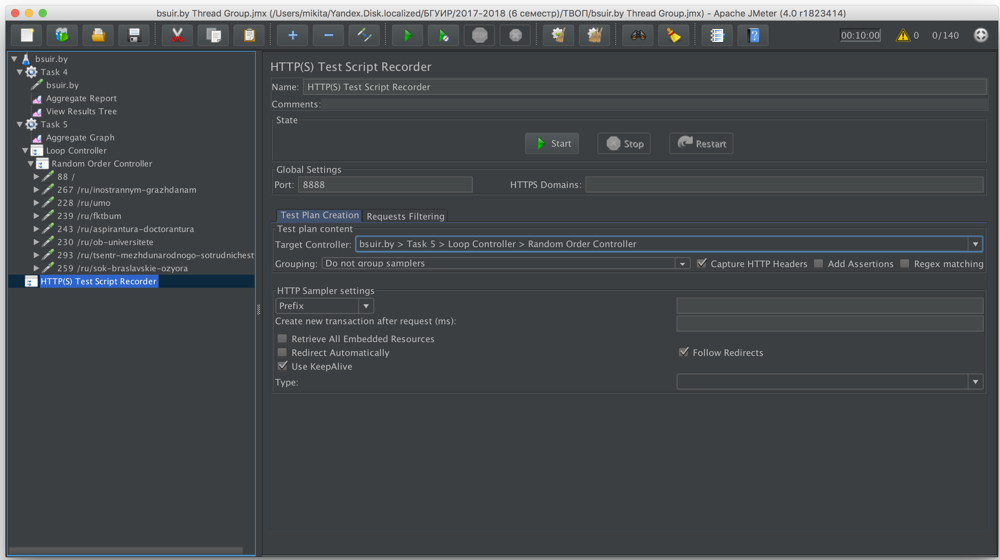 bsuir.by Thread Group.jmx (/Users/mikita/Yandex.Disk.localized/БГУИР/2017-2018 (6 семестр)/ТВОП/bsuir.by Thread Group.jmx) - Apache JMeter (4.0 r1823414)
STOP
?
00:10:00
0
0/140
bsuir.by
Task 4
bsuir.by
Aggregate Report
View Results Tree
Task 5
Aggregate Graph
Loop Controller
Random Order Controller
88 /
267 /ru/inostrannym-grazhdanam
228 /ru/umo
239 /ru/fktbum
243 /ru/aspirantura-doctorantura
230 /ru/ob-universitete
293 /ru/tsentr-mezhdunarodnogo-sotrudnichest
259 /ru/sok-braslavskie-ozyora
HTTP(S) Test Script Recorder
HTTP(S) Test Script Recorder
Name: HTTP(S) Test Script Recorder
Comments:
State
Start Stop Restart
Global Settings
Port: 8888 HTTPS Domains:
Test Plan Creation Requests Filtering
Test plan content
Target Controller: bsuir.by > Task 5 > Loop Controller > Random Order Controller
Grouping: Do not group samplers Capture HTTP Headers Add Assertions Regex matching
HTTP Sampler settings
Prefix
Create new transaction after request (ms):
Retrieve All Embedded Resources
Redirect Automatically Follow Redirects
Use KeepAlive
Type: